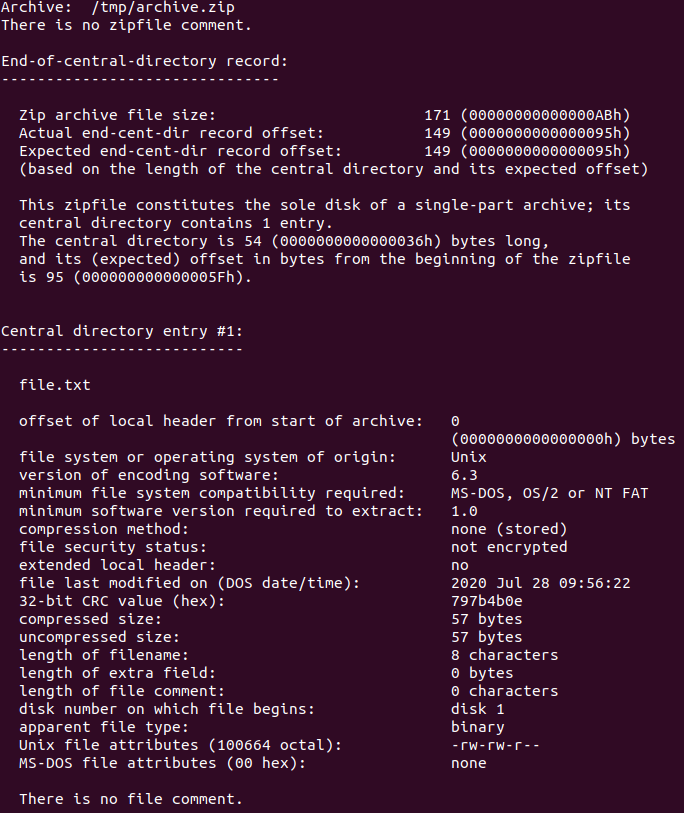 Archive:  /tmp/archive.zip
There is no zipfile comment.

End-of-central-directory record:
-------------------------------

  Zip archive file size:                       171 (00000000000000ABh)
  Actual end-cent-dir record offset:           149 (0000000000000095h)
  Expected end-cent-dir record offset:         149 (0000000000000095h)
  (based on the length of the central directory and its expected offset)

  This zipfile constitutes the sole disk of a single-part archive; its
  central directory contains 1 entry.
  The central directory is 54 (0000000000000036h) bytes long,
  and its (expected) offset in bytes from the beginning of the zipfile
  is 95 (000000000000005Fh).


Central directory entry #1:
---------------------------

  file.txt

  offset of local header from start of archive:   0
                                                  (0000000000000000h) bytes
  file system or operating system of origin:      Unix
  version of encoding software:                   6.3
  minimum file system compatibility required:     MS-DOS, OS/2 or NT FAT
  minimum software version required to extract:   1.0
  compression method:                             none (stored)
  file security status:                           not encrypted
  extended local header:                          no
  file last modified on (DOS date/time):          2020 Jul 28 09:56:22
  32-bit CRC value (hex):                         797b4b0e
  compressed size:                                57 bytes
  uncompressed size:                              57 bytes
  length of filename:                             8 characters
  length of extra field:                          0 bytes
  length of file comment:                         0 characters
  disk number on which file begins:               disk 1
  apparent file type:                             binary
  Unix file attributes (100664 octal):            -rw-rw-r--
  MS-DOS file attributes (00 hex):                none

  There is no file comment.